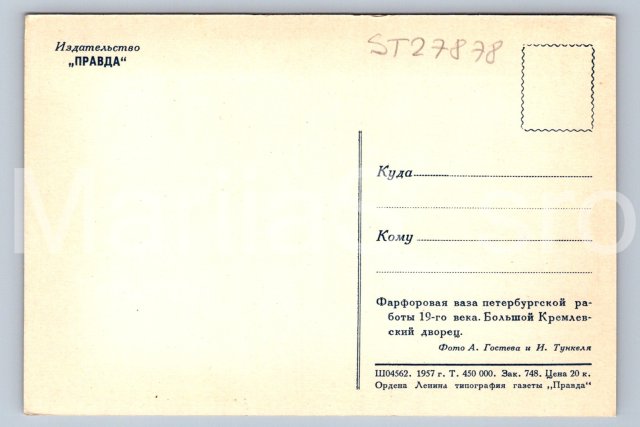 Издательство
„ПРАВДА“
ST27878
Куда
Кому
Фарфоровая ваза петербургской ра-
боты 19-го века. Большой Кремлев-
ский дворец.
Фото А. Гостева и И. Тункеля
Ш04562. 1957 г. Т. 450 000. Зак. 748. Цена 20 к.
Ордена Ленина типография газеты „Правда“